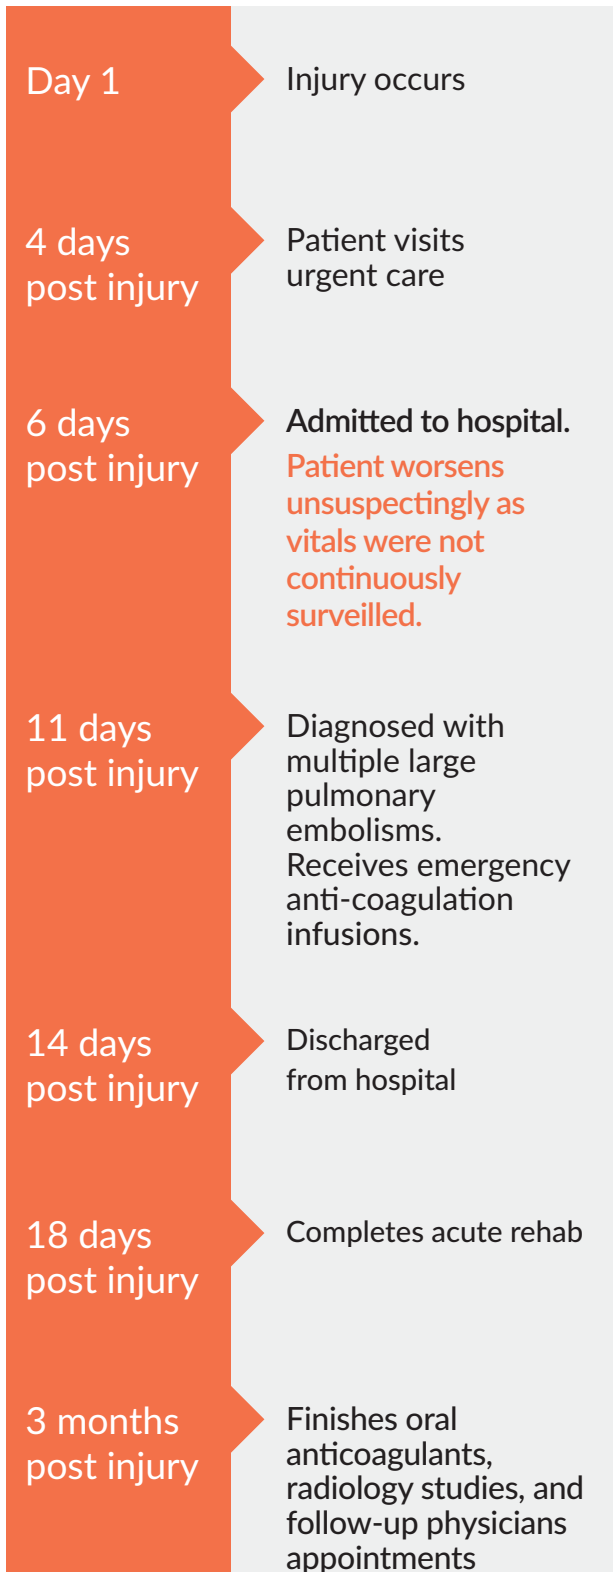 Day 1
Injury occurs
4 days
post injury
Patient visits
urgent care
6 days
post injury
Admitted to hospital.
Patient worsens
unsuspectingly as
vitals were not
continuously
surveilled.
11 days
post injury
Diagnosed with
multiple large
pulmonary
embolisms.
Receives emergency
anti-coagulation
infusions.
14 days
post injury
Discharged
from hospital
18 days
post injury
Completes acute rehab
3 months
post injury
Finishes oral
anticoagulants,
radiology studies, and
follow-up physicians
appointments